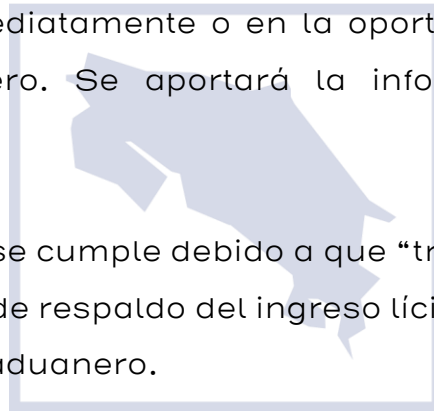 ediatamente o en la oport
ero. Se aportará la info
se cumple debido a que “tr
de respaldo del ingreso líci
aduanero.